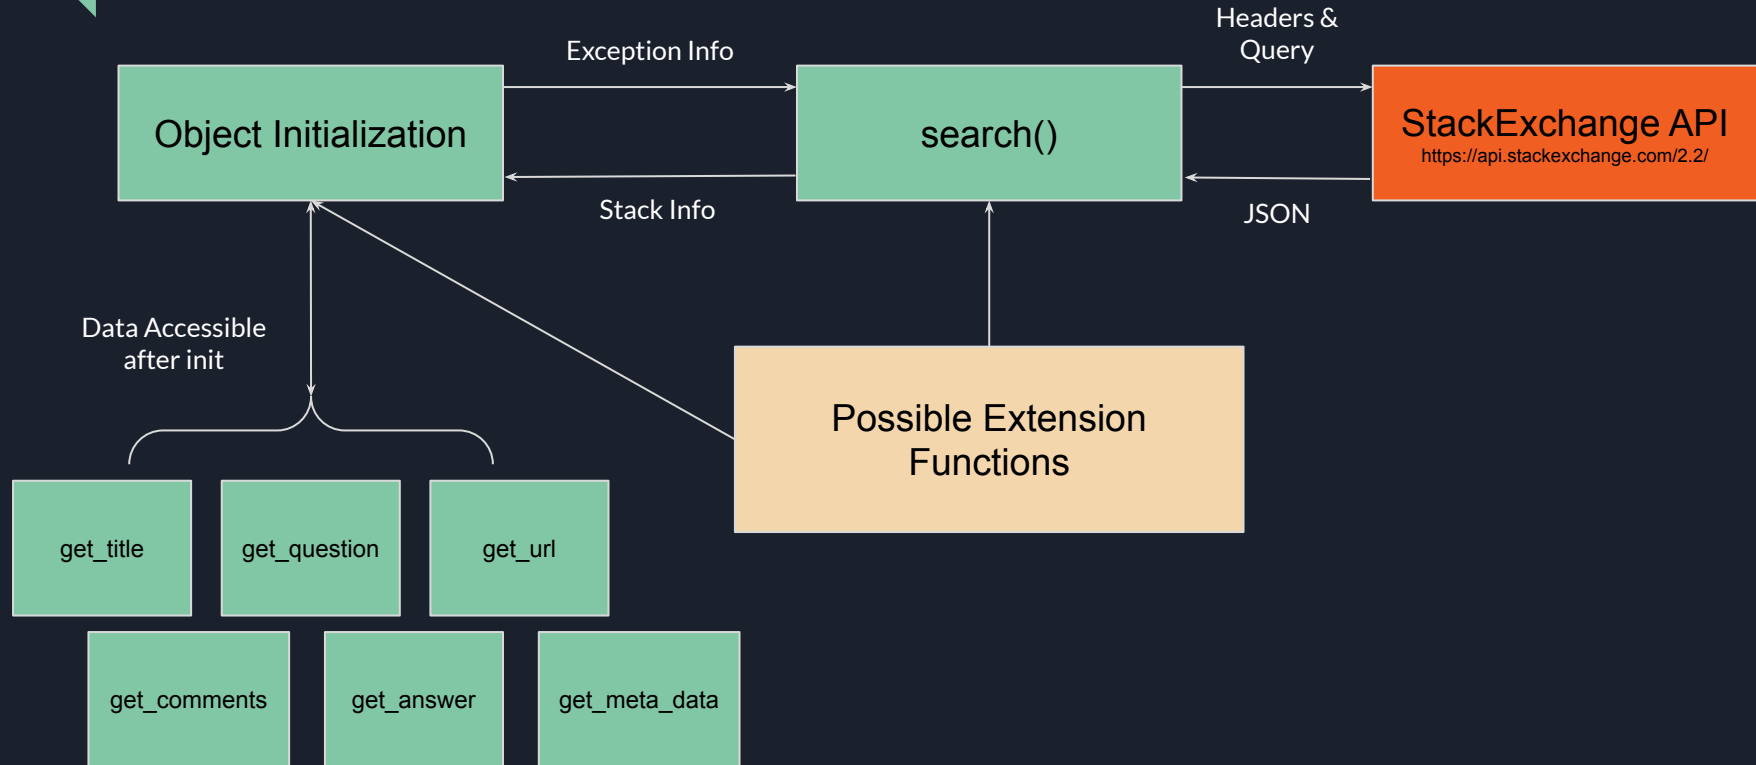 Headers &
Query
Exception Info
Object Initialization
search()
StackExchange API
https://api.stackexchange.com/2.2/
Stack Info
JSON
Data Accessible
after init
Possible Extension
Functions
get_title
get_question
get_url
get_comments
get_answer
get_meta_data